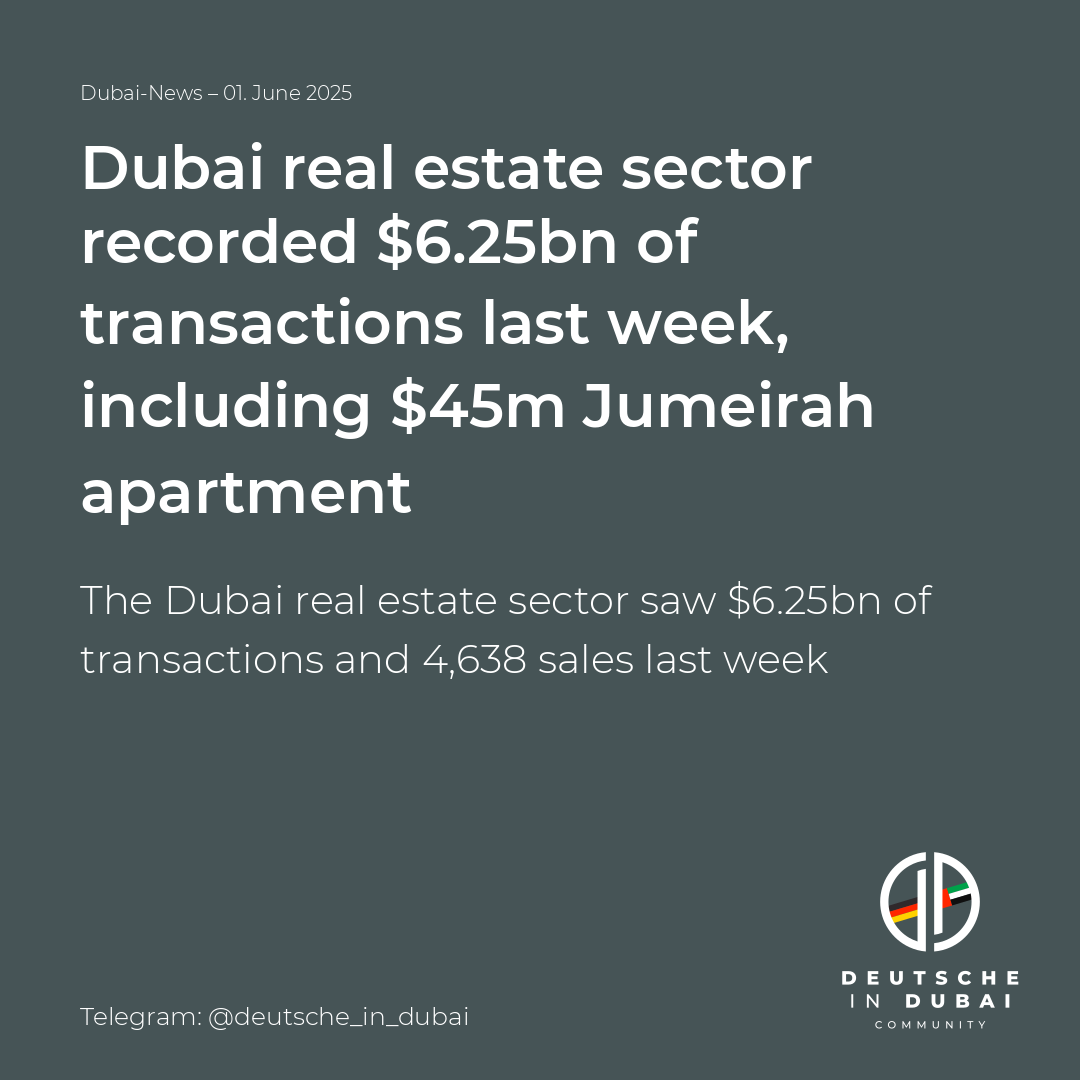 Dubai-News – 01. June 2025
Dubai real estate sector
recorded $6.25bn of
transactions last week,
including $45m Jumeirah
apartment
The Dubai real estate sector saw $6.25bn of
transactions and 4,638 sales last week
DEUTSCHE
IN DUBAI
COMMUNITY
Telegram: @deutsche_in_dubai